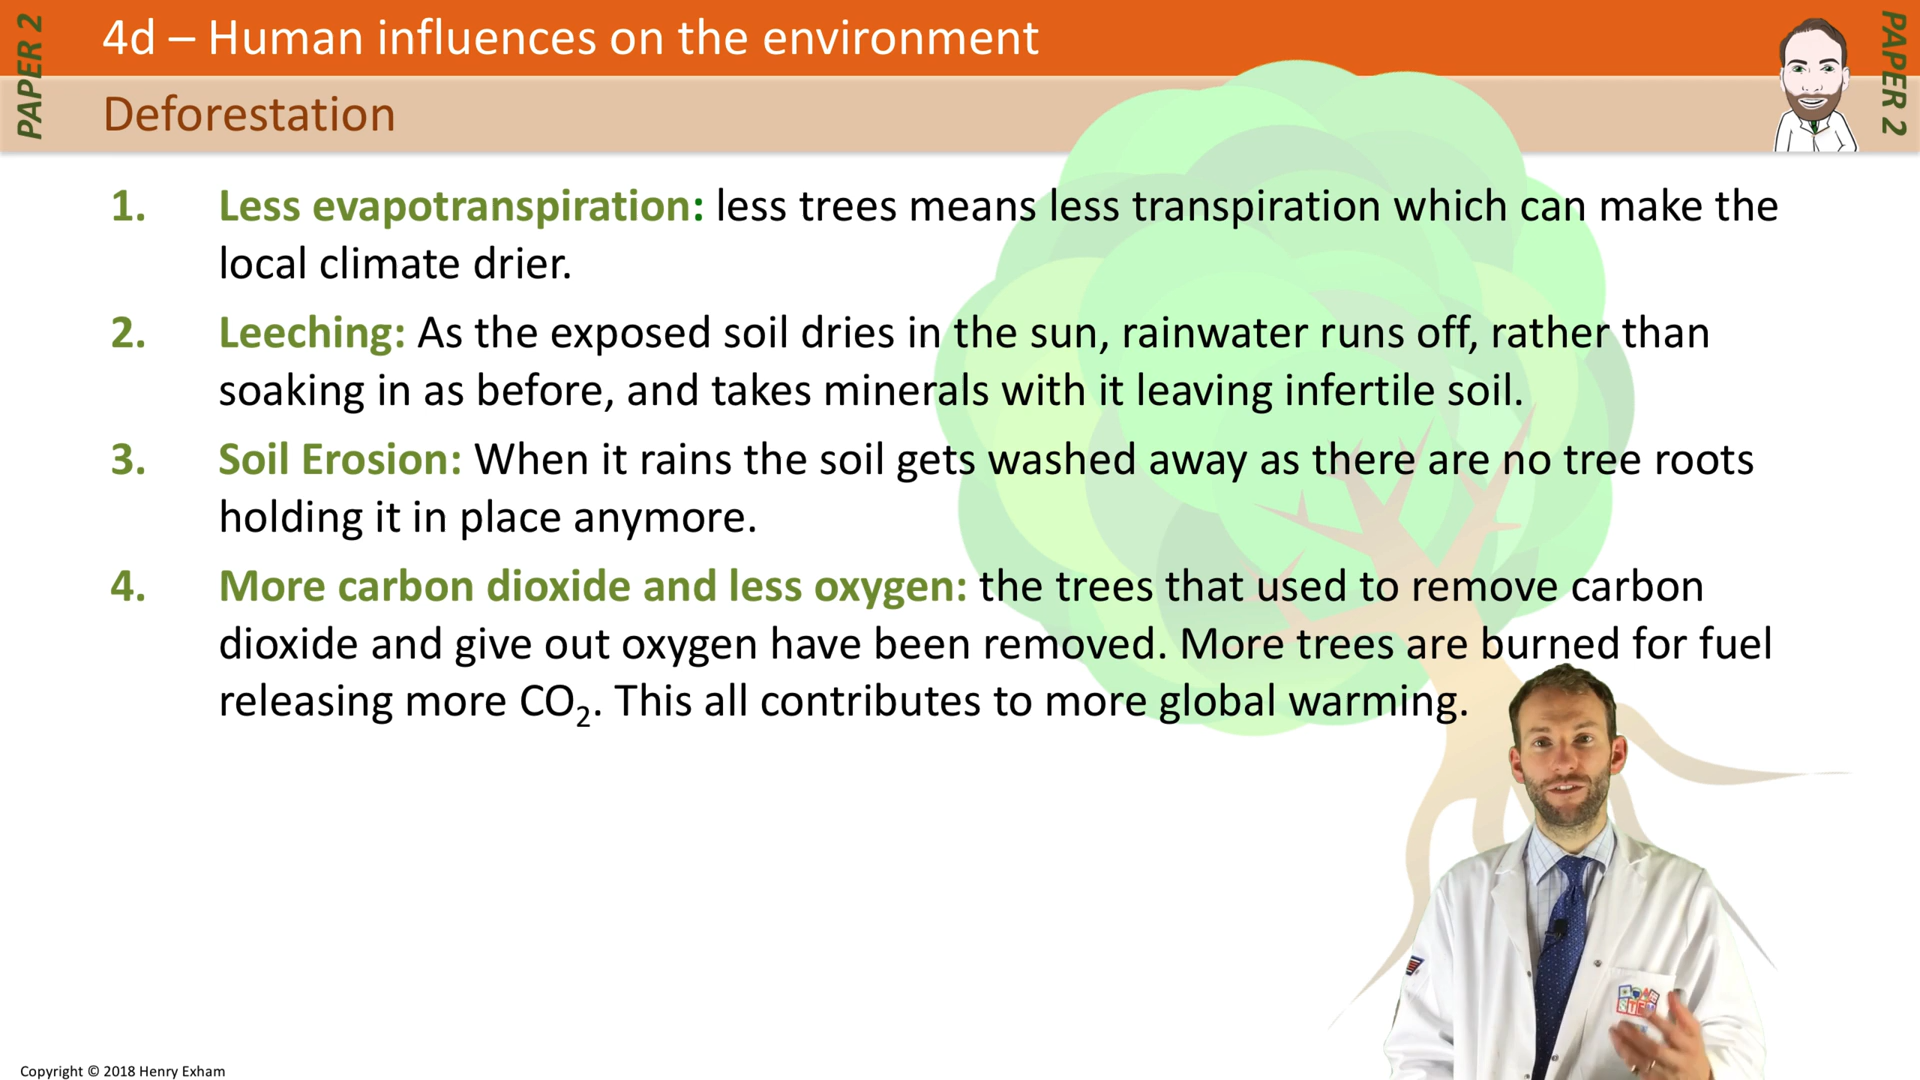 PAPER 2
4d – Human influences on the environment
PAPER 2
Deforestation
1. Less evapotranspiration: less trees means less transpiration which can make the
local climate drier.
2. Leeching: As the exposed soil dries in the sun, rainwater runs off, rather than
soaking in as before, and takes minerals with it leaving infertile soil.
3. Soil Erosion: When it rains the soil gets washed away as there are no tree roots
holding it in place anymore.
4. More carbon dioxide and less oxygen: the trees that used to remove carbon
dioxide and give out oxygen have been removed. More trees are burned for fuel
releasing more CO₂. This all contributes to more global warming.
Copyright © 2018 Henry Exham